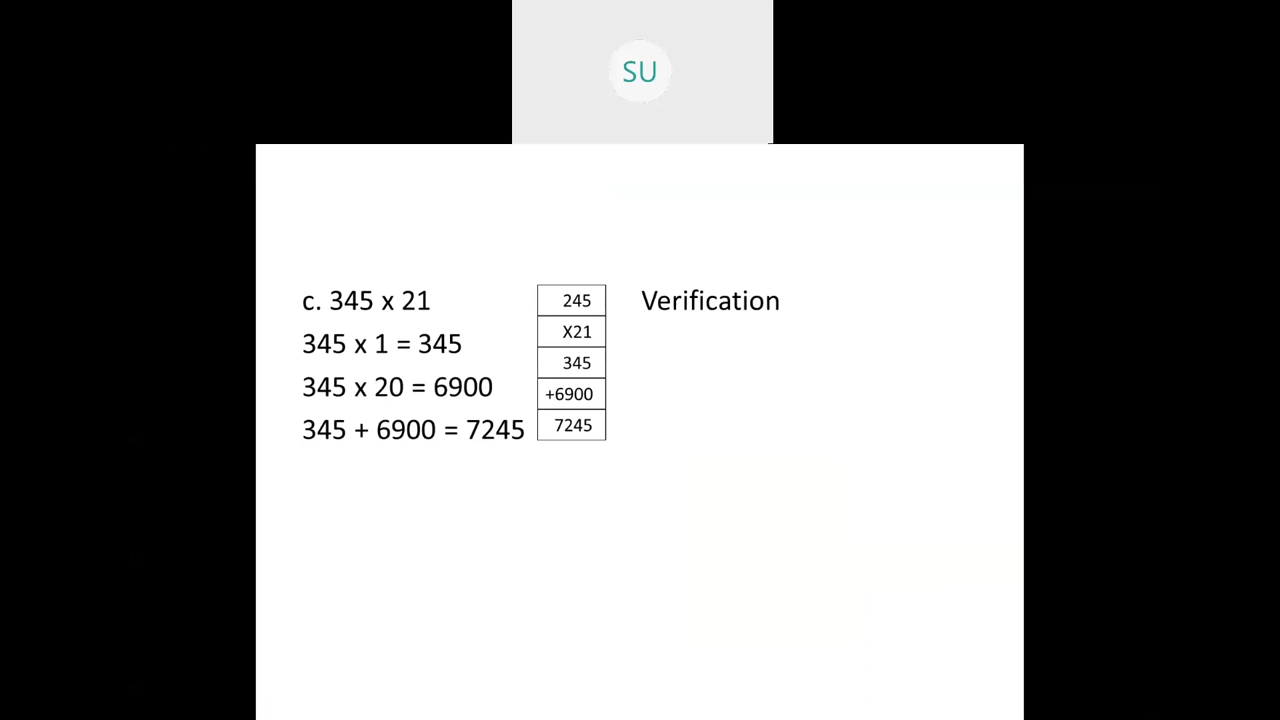 SU
c. 345 x 21
345 x 1 = 345
345 x 20 = 6900
345 + 6900 = 7245
245
X21
345
+6900
7245
Verification